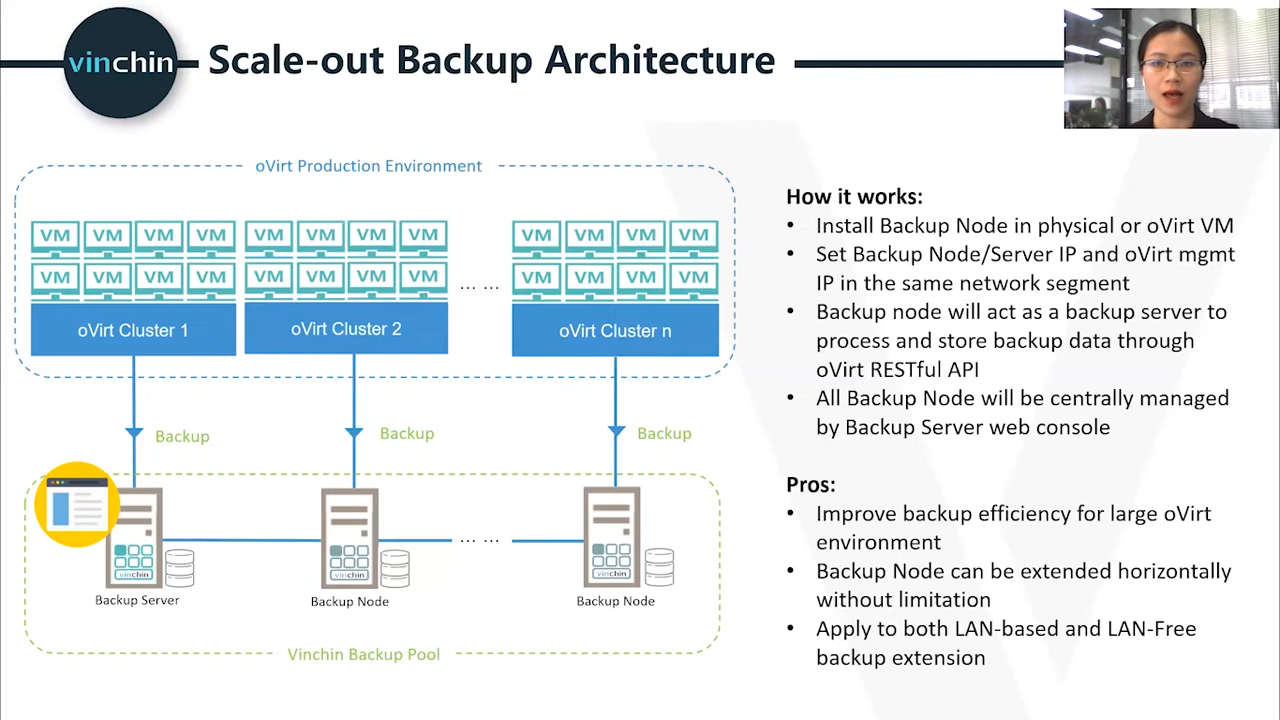 vinchin
Scale-out Backup Architecture
oVirt Production Environment
VM VM VM VM VM VM VM VM VM VM VM VM
VM VM VM VM VM VM VM VM ... ... VM VM VM VM
oVirt Cluster 1
oVirt Cluster 2
oVirt Cluster n
Backup
Backup
Backup
... ...
vinchin
vinchin
vinchin
Backup Server
Backup Node
Backup Node
Vinchin Backup Pool
How it works:
• Install Backup Node in physical or oVirt VM
• Set Backup Node/Server IP and oVirt mgmt
IP in the same network segment
• Backup node will act as a backup server to
process and store backup data through
oVirt RESTful API
• All Backup Node will be centrally managed
by Backup Server web console
Pros:
• Improve backup efficiency for large oVirt
environment
• Backup Node can be extended horizontally
without limitation
• Apply to both LAN-based and LAN-Free
backup extension